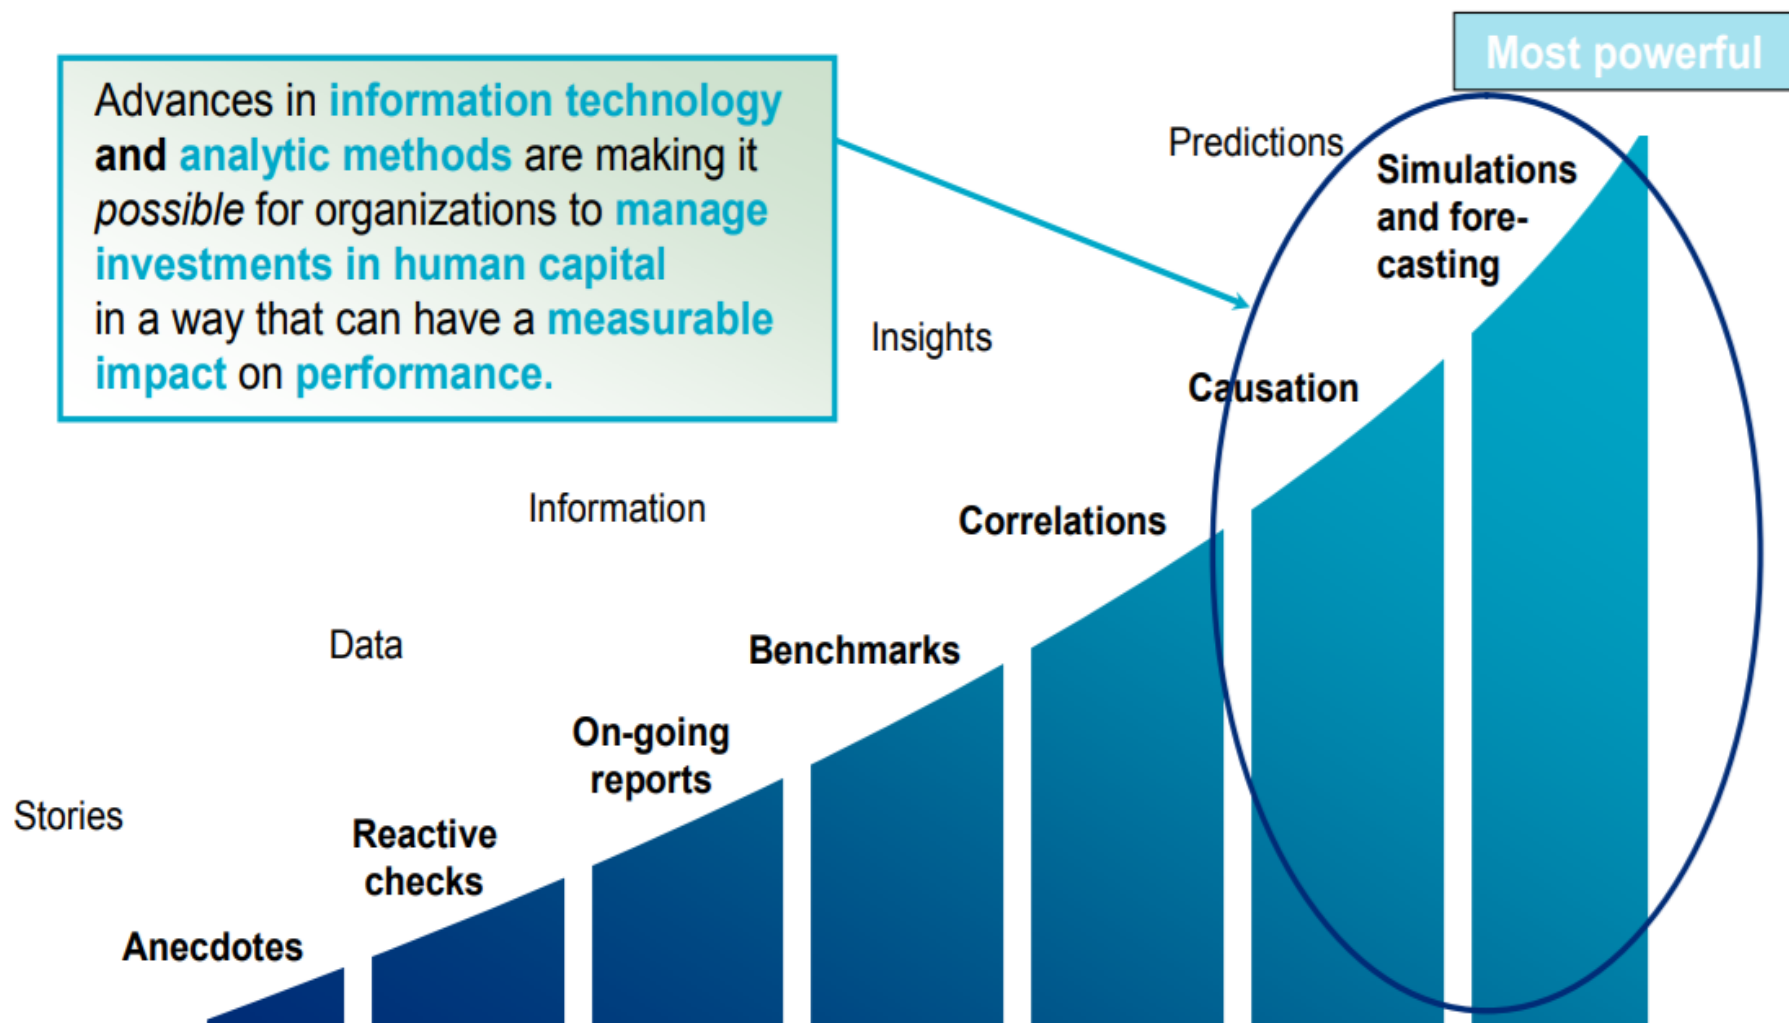 Most powerful
Advances in information technology
and analytic methods are making it
possible for organizations to manage
investments in human capital
in a way that can have a measurable
impact on performance.
Predictions
Simulations
and fore-
casting
Insights
Causation
Information
Correlations
Data
Benchmarks
On-going
reports
Stories
Reactive
checks
Anecdotes